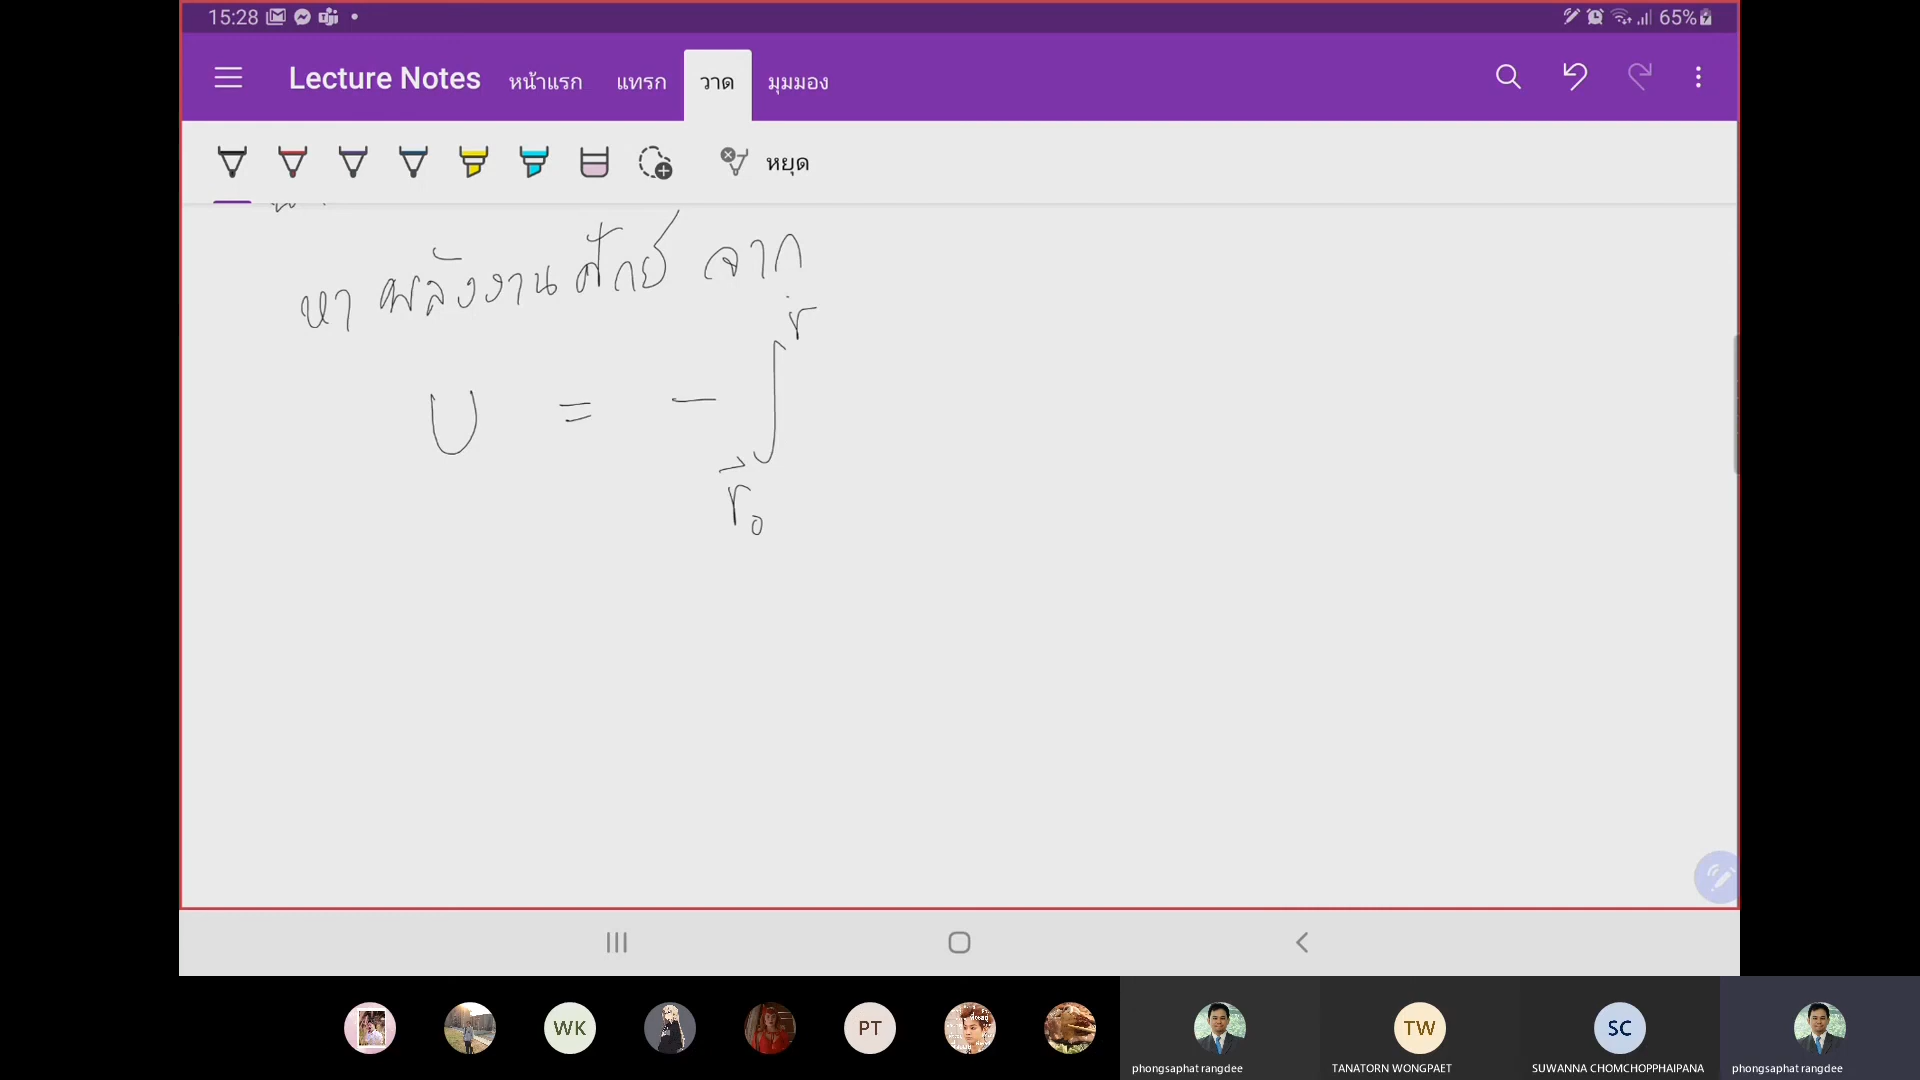 15:28
65%
Lecture Notes หน้าแรก แทรก วาด มุมมอง
หยุด
หา พลังงานศักย์ จาก
r
U = - ∫
r⃗₀
WK
PT
TW
SC
phongsaphat rangdee
TANATORN WONGPAET
SUWANNA CHOMCHOPPHAIPANA
phongsaphat rangdee